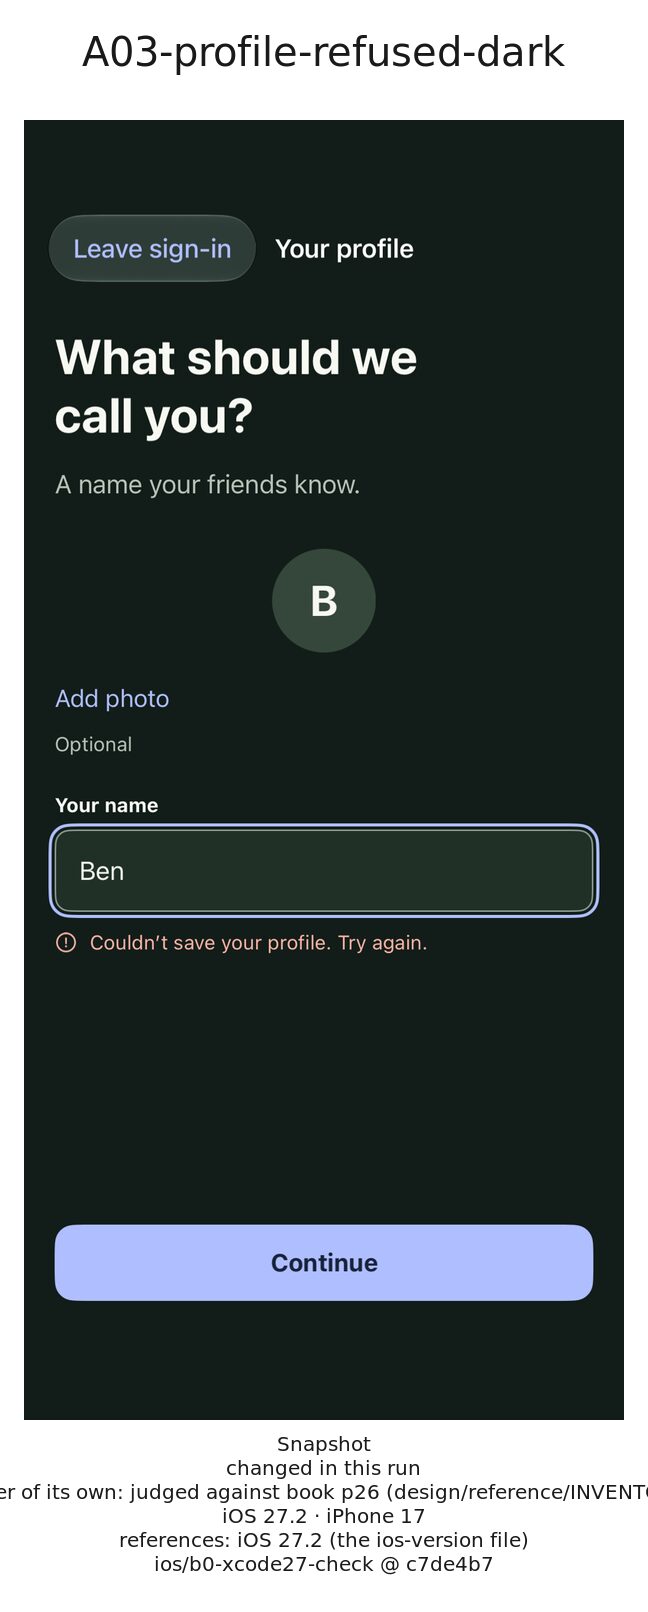 A03-profile-refused-dark
Leave sign-in
Your profile
What should we
call you?
A name your friends know.
B
Add photo
Optional
Your name
Ben
Couldn’t save your profile. Try again.
Continue
Snapshot
changed in this run
of its own: judged against book p26 (design/reference/
iOS 27.2 · iPhone 17
references: iOS 27.2 (the ios-version file)
ios/b0-xcode27-check @ c7de4b7